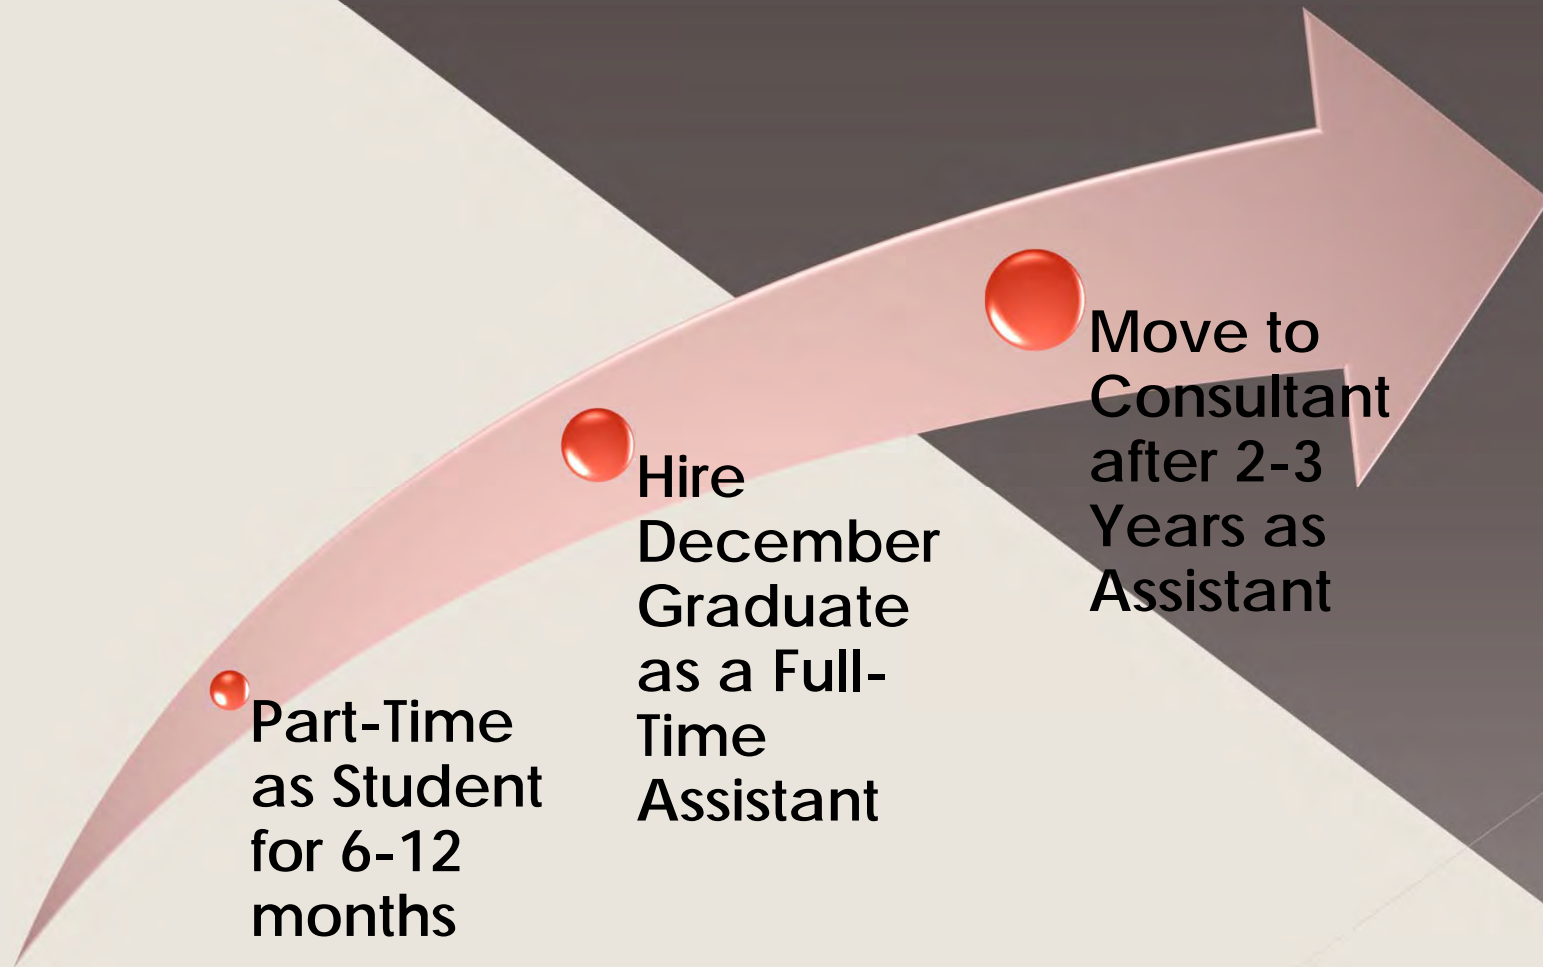 Part-Time
as Student
for 6-12
months
Hire
December
Graduate
as a Full-
Time
Assistant
Move to
Consultant
after 2-3
Years as
Assistant